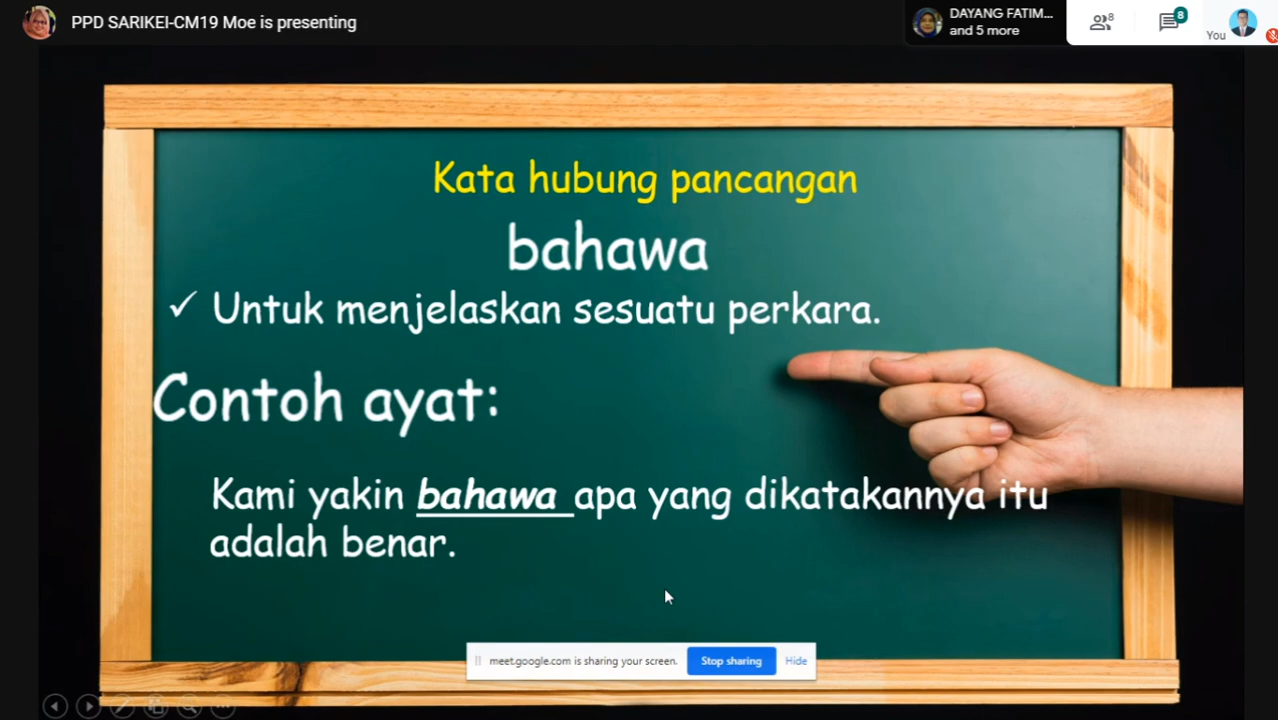 PPD SARIKEI-CM19 Moe is presenting
DAYANG FATIM...
and 5 more
8
8
You
Kata hubung pancangan
bahawa
✓ Untuk menjelaskan sesuatu perkara.
Contoh ayat:
Kami yakin bahawa apa yang dikatakannya itu
adalah benar.
meet.google.com is sharing your screen.
Stop sharing
Hide